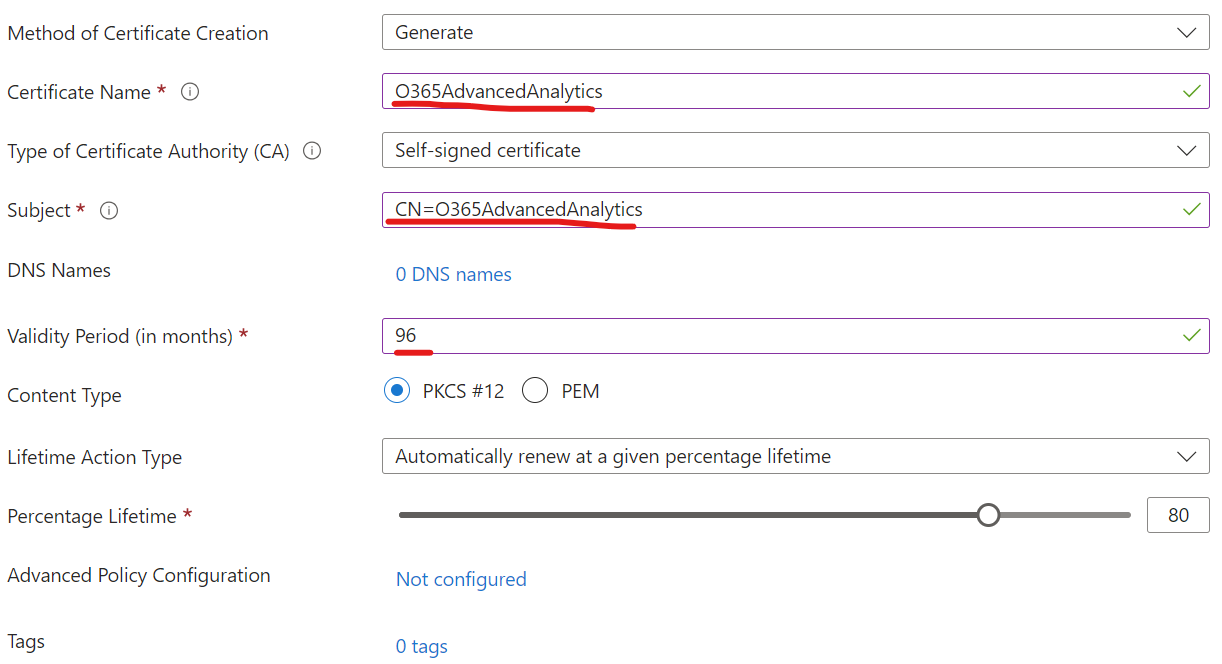 Method of Certificate Creation Generate
Certificate Name * O365AdvancedAnalytics
Type of Certificate Authority (CA) Self-signed certificate
Subject * CN=O365AdvancedAnalytics
DNS Names 0 DNS names
Validity Period (in months) * 96
Content Type PKCS #12 PEM
Lifetime Action Type Automatically renew at a given percentage lifetime
Percentage Lifetime * 80
Advanced Policy Configuration Not configured
Tags 0 tags